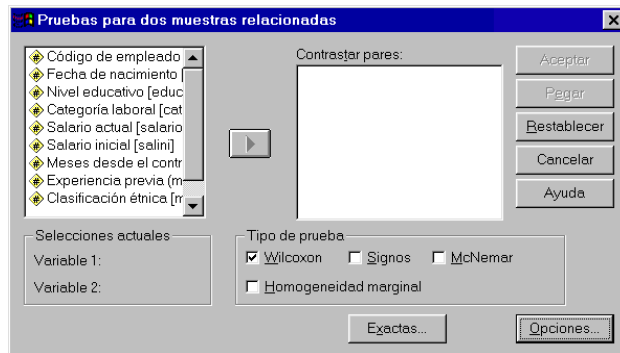 Pruebas para dos muestras relacionadas
Código de empleado
Fecha de nacimiento [
Nivel educativo [educ
Categoría laboral [cat
Salario actual [salario
Salario inicial [salini]
Meses desde el contr
Experiencia previa (m
Clasificación étnica [m
Contrastar pares:
Aceptar
Pegar
Restablecer
Cancelar
Ayuda
Selecciones actuales
Variable 1:
Variable 2:
Tipo de prueba
Wilcoxon Signos McNemar
Homogeneidad marginal
Exactas...
Opciones...